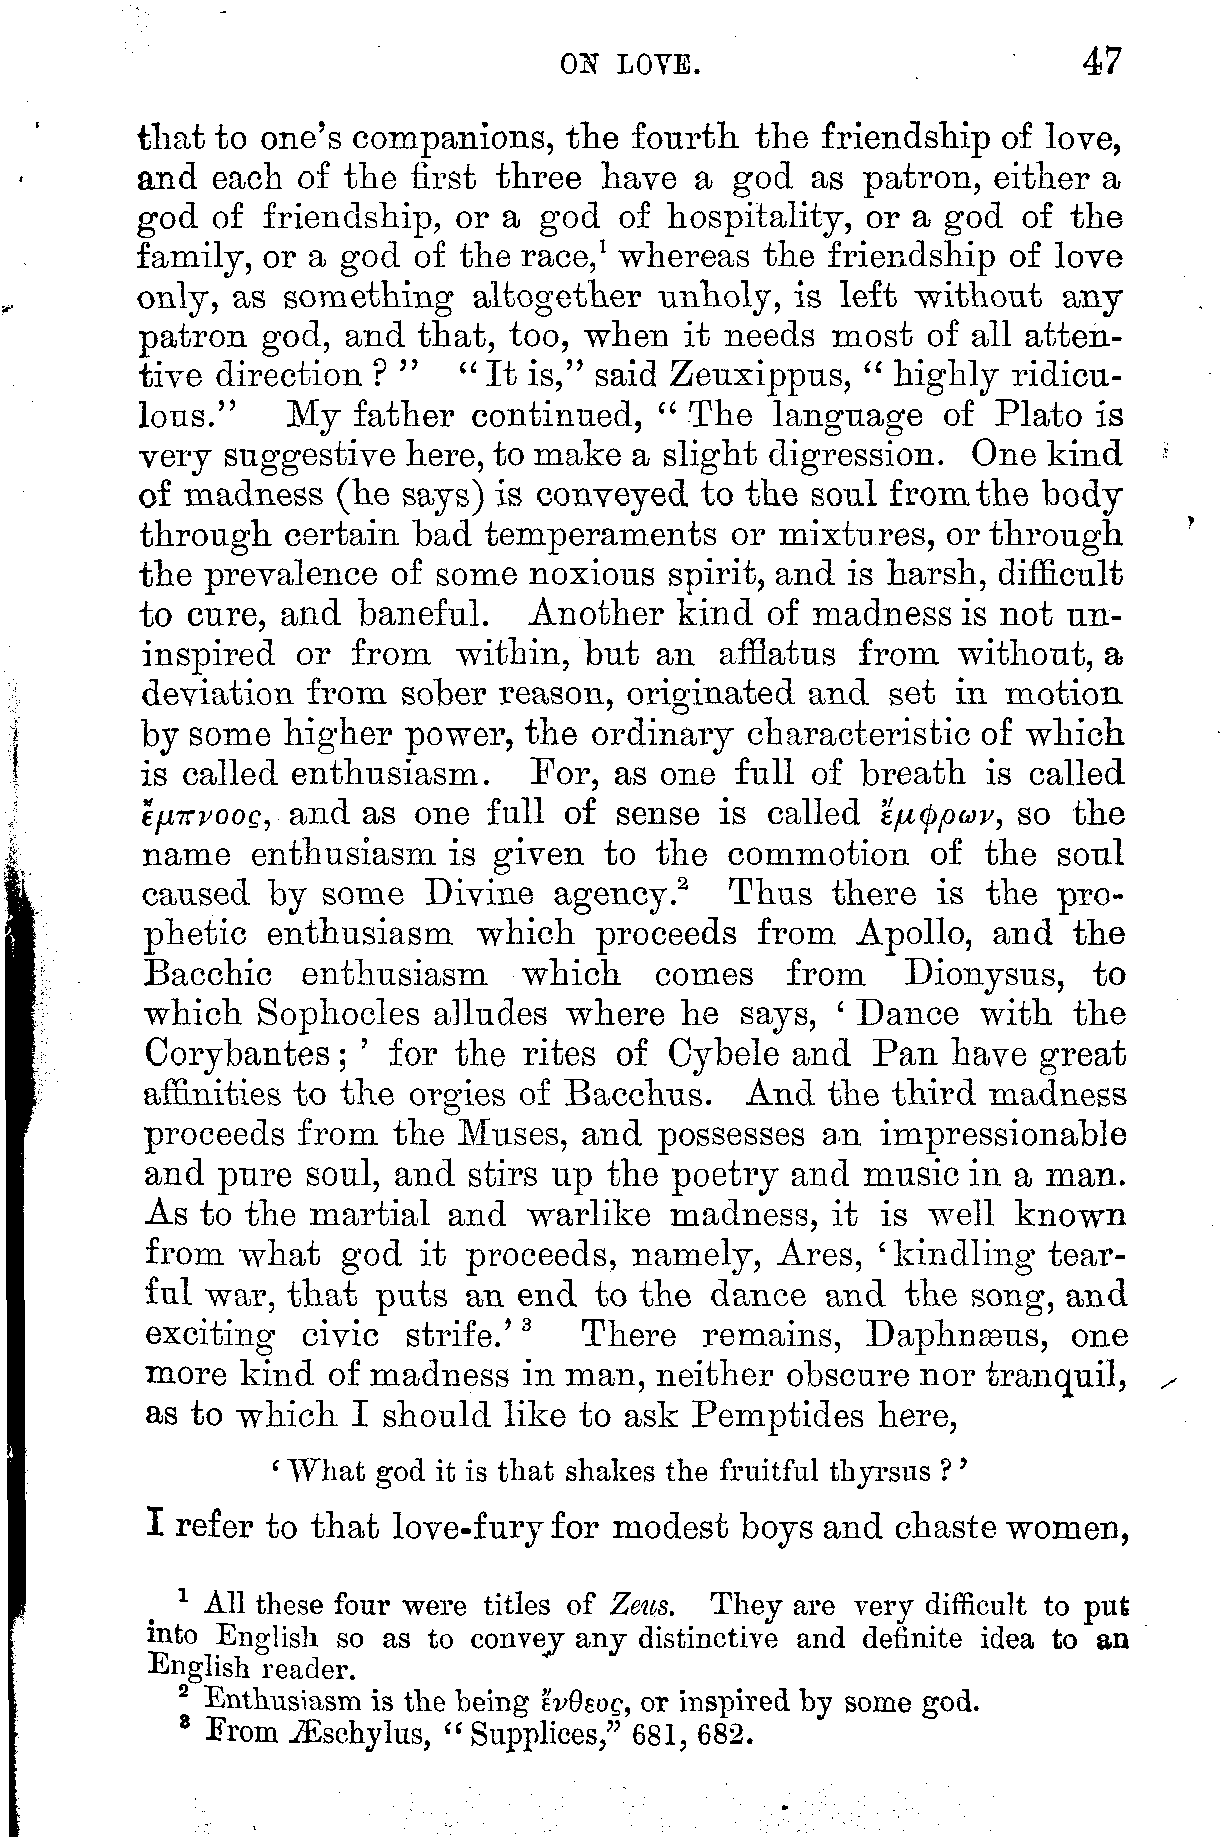 ON LOVE. 47
that to one's companions, the fourth the friendship of love,
and each of the first three have a god as patron, either a
god of friendship, or a god of hospitality, or a god of the
family, or a god of the race,¹ whereas the friendship of love
only, as something altogether unholy, is left without any
patron god, and that, too, when it needs most of all atten-
tive direction ? ” “ It is,” said Zeuxippus, “ highly ridicu-
lous.” My father continued, “ The language of Plato is
very suggestive here, to make a slight digression. One kind
of madness (he says) is conveyed to the soul from the body
through certain bad temperaments or mixtures, or through
the prevalence of some noxious spirit, and is harsh, difficult
to cure, and baneful. Another kind of madness is not un-
inspired or from within, but an afflatus from without, a
deviation from sober reason, originated and set in motion
by some higher power, the ordinary characteristic of which
is called enthusiasm. For, as one full of breath is called
ἔμπνοος, and as one full of sense is called ἔμφρων, so the
name enthusiasm is given to the commotion of the soul
caused by some Divine agency.² Thus there is the pro-
phetic enthusiasm which proceeds from Apollo, and the
Bacchic enthusiasm which comes from Dionysus, to
which Sophocles alludes where he says, ‘ Dance with the
Corybantes ; ’ for the rites of Cybele and Pan have great
affinities to the orgies of Bacchus. And the third madness
proceeds from the Muses, and possesses an impressionable
and pure soul, and stirs up the poetry and music in a man.
As to the martial and warlike madness, it is well known
from what god it proceeds, namely, Ares, ‘ kindling tear-
ful war, that puts an end to the dance and the song, and
exciting civic strife.’ ³ There remains, Daphnæus, one
more kind of madness in man, neither obscure nor tranquil,
as to which I should like to ask Pemptides here,
‘ What god it is that shakes the fruitful thyrsus ? ’
I refer to that love-fury for modest boys and chaste women,
¹ All these four were titles of Zeus. They are very difficult to put
into English so as to convey any distinctive and definite idea to an
English reader.
² Enthusiasm is the being ἔνθεος, or inspired by some god.
³ From Æschylus, “ Supplices,” 681, 682.